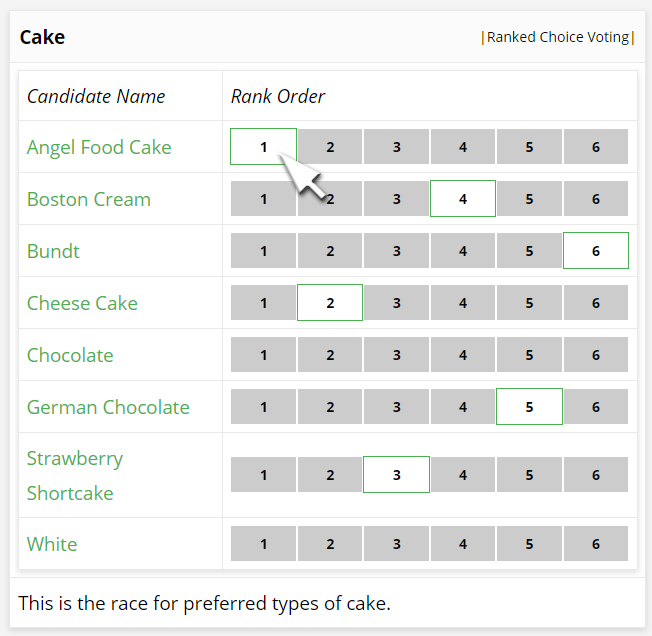 Cake |Ranked Choice Voting|
Candidate Name Rank Order
Angel Food Cake 1 2 3 4 5 6
Boston Cream 1 2 3 4 5 6
Bundt 1 2 3 4 5 6
Cheese Cake 1 2 3 4 5 6
Chocolate 1 2 3 4 5 6
German Chocolate 1 2 3 4 5 6
Strawberry
Shortcake 1 2 3 4 5 6
White 1 2 3 4 5 6
This is the race for preferred types of cake.